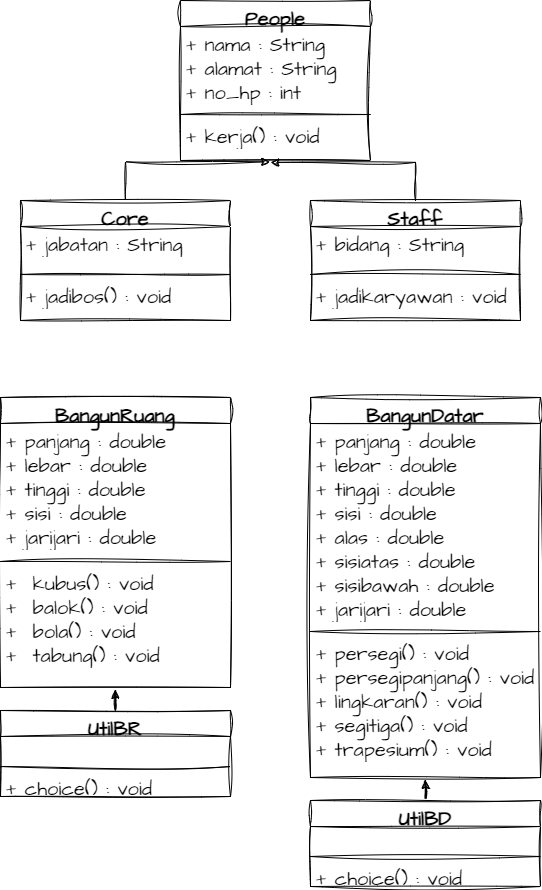 People
+ nama : String
+ alamat : String
+ no_hp : int
+ kerja() : void
Core
+ jabatan : String
+ jadibos() : void
Staff
+ bidang : String
+ jadikaryawan : void
BangunRuang
+ panjang : double
+ lebar : double
+ tinggi : double
+ sisi : double
+ jarijari : double
+ kubus() : void
+ balok() : void
+ bola() : void
+ tabung() : void
UtilBR
+ choice() : void
BangunDatar
+ panjang : double
+ lebar : double
+ tinggi : double
+ sisi : double
+ alas : double
+ sisiatas : double
+ sisibawah : double
+ jarijari : double
+ persegi() : void
+ persegipanjang() : void
+ lingkaran() : void
+ segitiga() : void
+ trapesium() : void
UtilBD
+ choice() : void